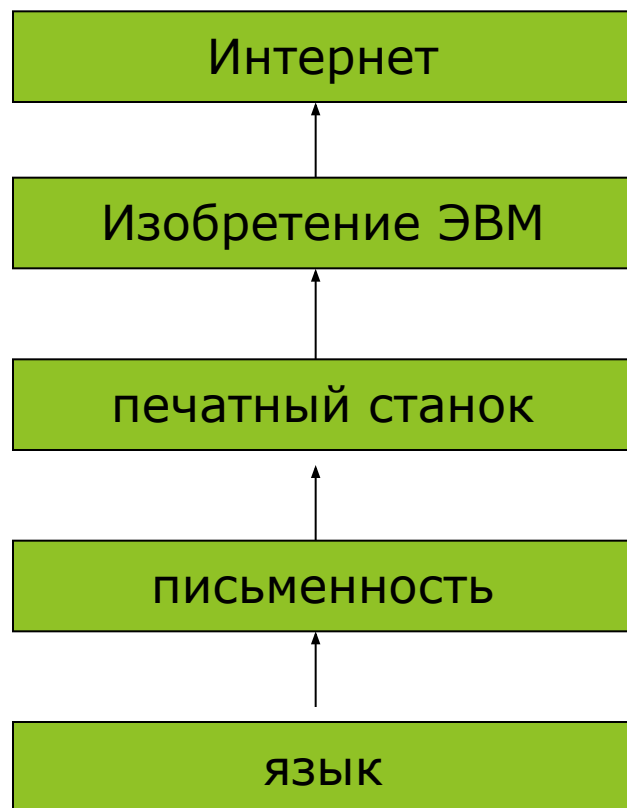 Интернет
Изобретение ЭВМ
печатный станок
письменность
язык